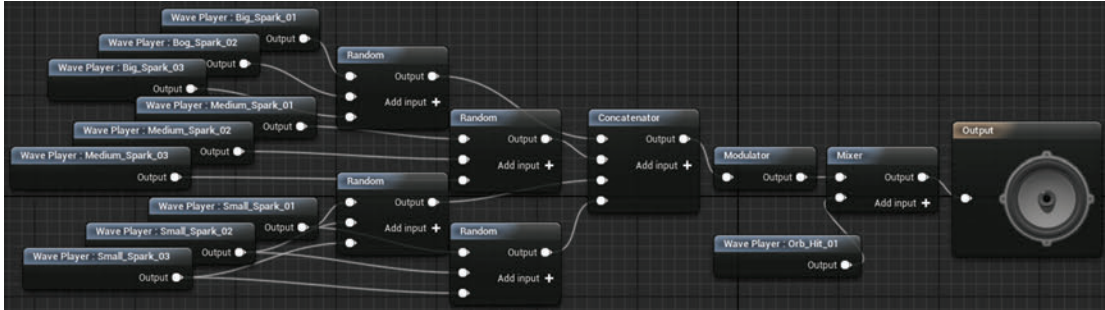 Wave Player : Big_Spark_01
Output
Wave Player : Bog_Spark_02
Output
Wave Player : Big_Spark_03
Output
Wave Player : Medium_Spark_01
Output
Wave Player : Medium_Spark_02
Output
Wave Player : Medium_Spark_03
Output
Wave Player : Small_Spark_01
Output
Wave Player : Small_Spark_02
Output
Wave Player : Small_Spark_03
Output
Random
Output
Add input +
Random
Output
Add input +
Random
Output
Add input +
Random
Output
Add input +
Concatenator
Output
Add input +
Modulator
Output
Mixer
Output
Add input +
Wave Player : Orb_Hit_01
Output
Output